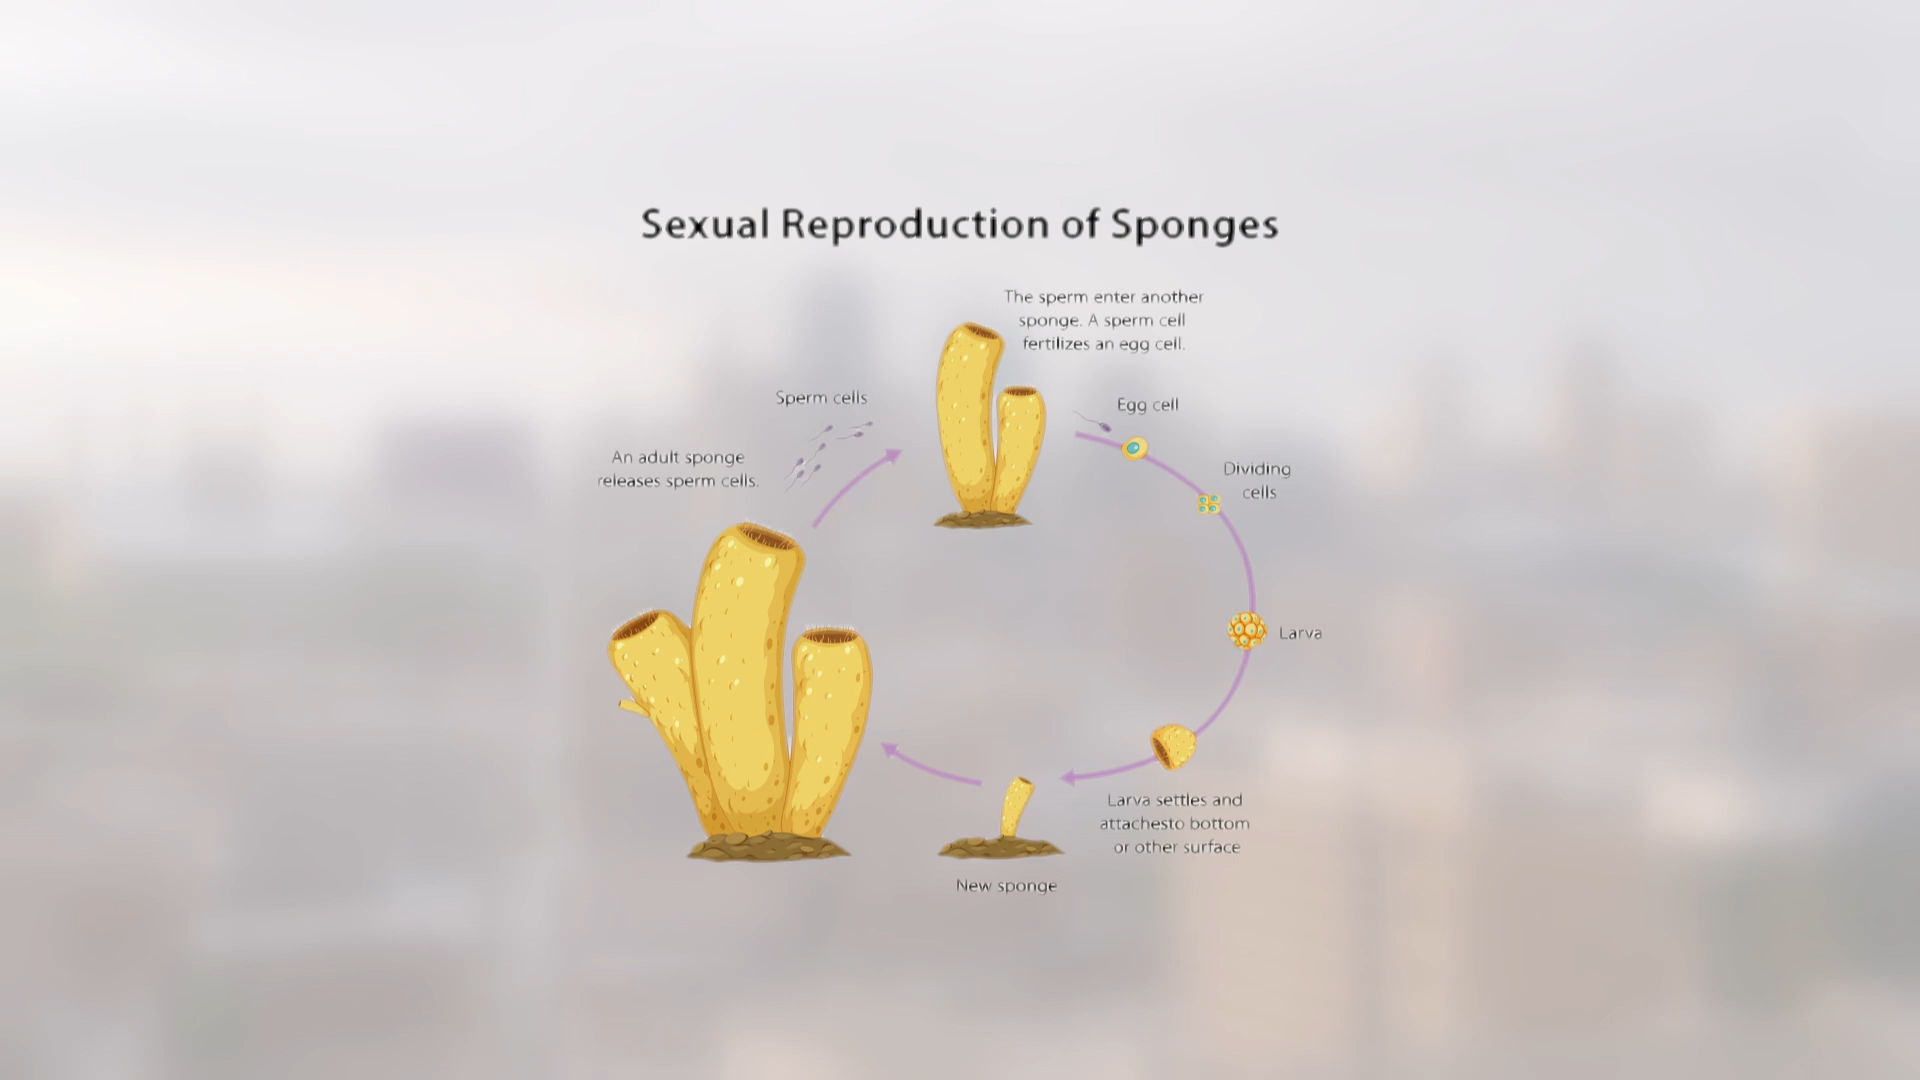 Sexual Reproduction of Sponges
The sperm enter another
sponge. A sperm cell
fertilizes an egg cell.
Sperm cells
Egg cell
An adult sponge
releases sperm cells.
Dividing
cells
Larva
Larva settles and
attachesto bottom
or other surface
New sponge